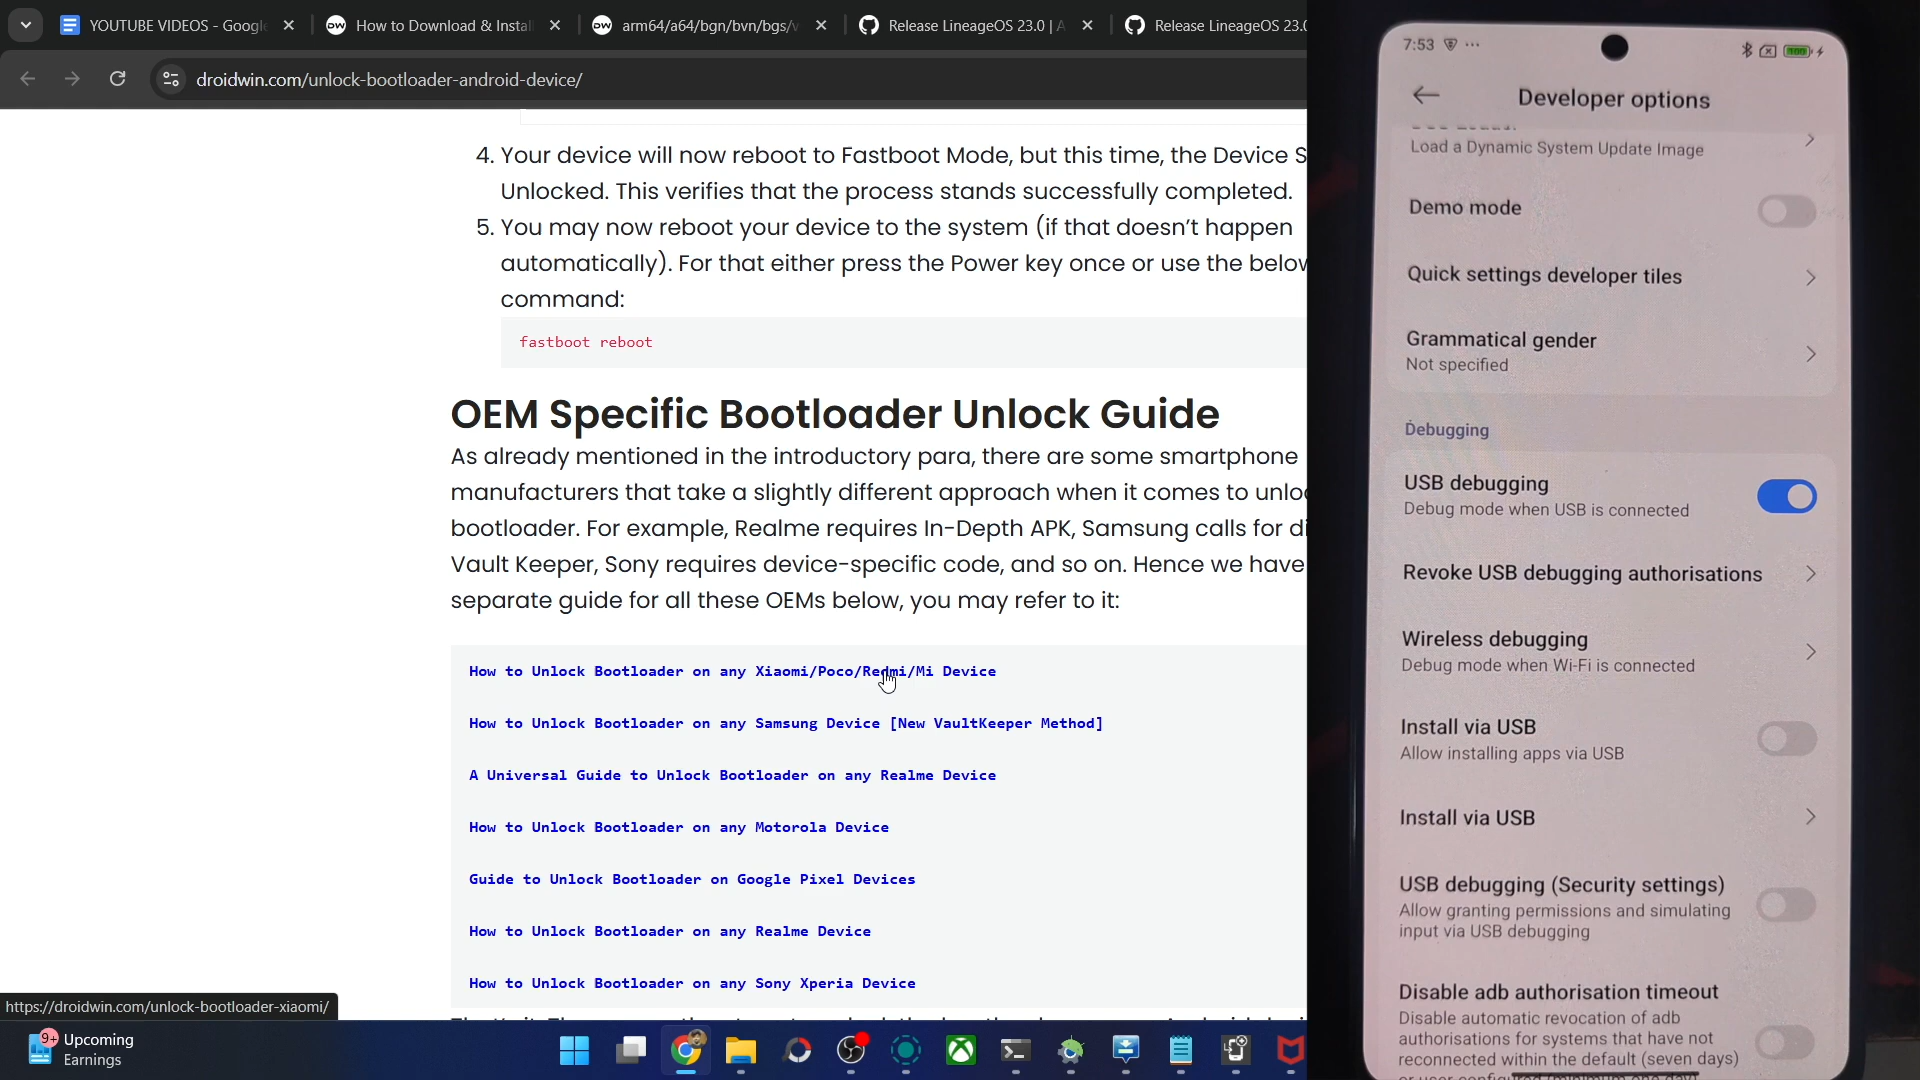 YOUTUBE VIDEOS - Googl
How to Download & Instal
arm64/a64/bgn/bvn/bgs/v
Release LineageOS 23.0 | A
Release LineageOS 23.0
droidwin.com/unlock-bootloader-android-device/
4. Your device will now reboot to Fastboot Mode, but this time, the Device S
Unlocked. This verifies that the process stands successfully completed.
5. You may now reboot your device to the system (if that doesn't happen
automatically). For that either press the Power key once or use the below
command:
fastboot reboot
OEM Specific Bootloader Unlock Guide
As already mentioned in the introductory para, there are some smartphone
manufacturers that take a slightly different approach when it comes to unloc
bootloader. For example, Realme requires In-Depth APK, Samsung calls for di
Vault Keeper, Sony requires device-specific code, and so on. Hence we have
separate guide for all these OEMs below, you may refer to it:
How to Unlock Bootloader on any Xiaomi/Poco/Redmi/Mi Device
How to Unlock Bootloader on any Samsung Device [New VaultKeeper Method]
A Universal Guide to Unlock Bootloader on any Realme Device
How to Unlock Bootloader on any Motorola Device
Guide to Unlock Bootloader on Google Pixel Devices
How to Unlock Bootloader on any Realme Device
How to Unlock Bootloader on any Sony Xperia Device
https://droidwin.com/unlock-bootloader-xiaomi/
9+
Upcoming
Earnings
7:53
100
Developer options
Load a Dynamic System Update Image
Demo mode
Quick settings developer tiles
Grammatical gender
Not specified
Debugging
USB debugging
Debug mode when USB is connected
Revoke USB debugging authorisations
Wireless debugging
Debug mode when Wi-Fi is connected
Install via USB
Allow installing apps via USB
Install via USB
USB debugging (Security settings)
Allow granting permissions and simulating
input via USB debugging
Disable adb authorisation timeout
Disable automatic revocation of adb
authorisations for systems that have not
reconnected within the default (seven days)